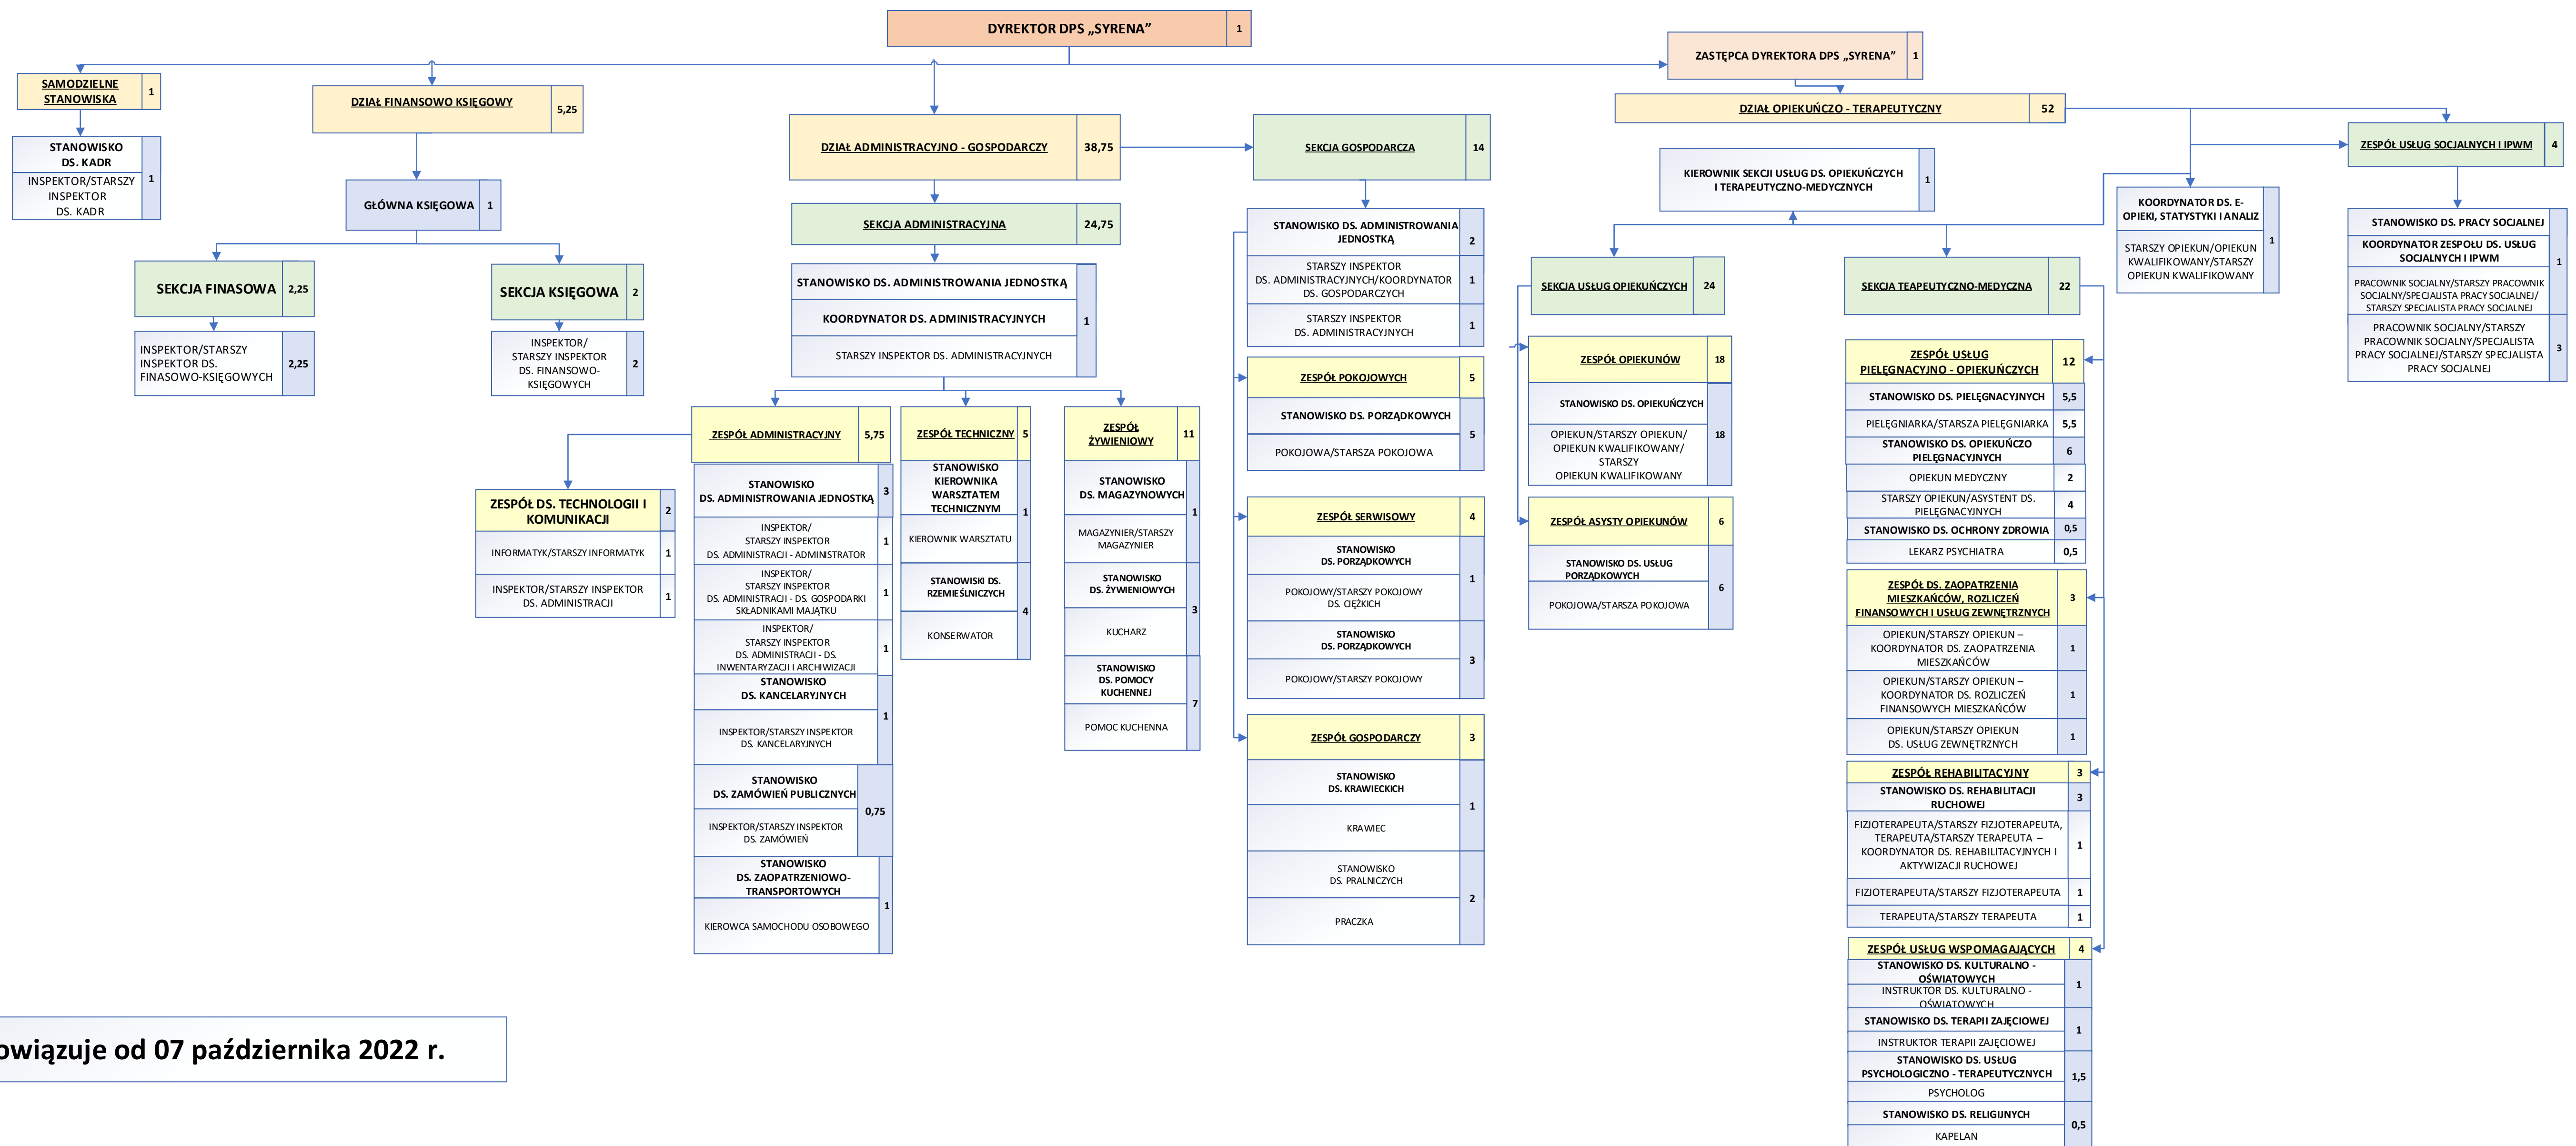 DYREKTOR DPS „SYRENA”
1
ZASTĘPCA DYREKTORA DPS „SYRENA”
1
SAMODZIELNE
STANOWISKA
1
STANOWISKO
DS. KADR
INSPEKTOR/STARSZY
INSPEKTOR
DS. KADR
1
DZIAŁ FINANSOWO KSIĘGOWY
5,25
GŁÓWNA KSIĘGOWA
1
SEKCJA FINASOWA
2,25
INSPEKTOR/STARSZY
INSPEKTOR DS.
FINASOWO-KSIĘGOWYCH
2,25
SEKCJA KSIĘGOWA
2
INSPEKTOR/
STARSZY INSPEKTOR
DS. FINANSOWO-
KSIĘGOWYCH
2
DZIAŁ ADMINISTRACYJNO - GOSPODARCZY
38,75
SEKCJA ADMINISTRACYJNA
24,75
STANOWISKO DS. ADMINISTROWANIA JEDNOSTKĄ
KOORDYNATOR DS. ADMINISTRACYJNYCH
STARSZY INSPEKTOR DS. ADMINISTRACYJNYCH
1
ZESPÓŁ DS. TECHNOLOGII I
KOMUNIKACJI
2
INFORMATYK/STARSZY INFORMATYK
1
INSPEKTOR/STARSZY INSPEKTOR
DS. ADMINISTRACJI
1
ZESPÓŁ ADMINISTRACYJNY
5,75
STANOWISKO
DS. ADMINISTROWANIA JEDNOSTKĄ
3
INSPEKTOR/
STARSZY INSPEKTOR
DS. ADMINISTRACJI - ADMINISTRATOR
1
INSPEKTOR/
STARSZY INSPEKTOR
DS. ADMINISTRACJI - DS. GOSPODARKI
SKŁADNIKAMI MAJĄTKU
1
INSPEKTOR/
STARSZY INSPEKTOR
DS. ADMINISTRACJI - DS.
INWENTARYZACJI I ARCHIWIZACJI
1
STANOWISKO
DS. KANCELARYJNYCH
INSPEKTOR/STARSZY INSPEKTOR
DS. KANCELARYJNYCH
1
STANOWISKO
DS. ZAMÓWIEŃ PUBLICZNYCH
INSPEKTOR/STARSZY INSPEKTOR
DS. ZAMÓWIEŃ
0,75
STANOWISKO
DS. ZAOPATRZENIOWO-
TRANSPORTOWYCH
KIEROWCA SAMOCHODU OSOBOWEGO
1
ZESPÓŁ TECHNICZNY
5
STANOWISKO
KIEROWNIKA
WARSZTATEM
TECHNICZNYM
KIEROWNIK WARSZTATU
1
STANOWISKI DS.
RZEMIEŚLNICZYCH
KONSERWATOR
4
ZESPÓŁ
ŻYWIENIOWY
11
STANOWISKO
DS. MAGAZYNOWYCH
MAGAZYNIER/STARSZY
MAGAZYNIER
1
STANOWISKO
DS. ŻYWIENIOWYCH
KUCHARZ
3
STANOWISKO
DS. POMOCY
KUCHENNEJ
POMOC KUCHENNA
7
SEKCJA GOSPODARCZA
14
STANOWISKO DS. ADMINISTROWANIA
JEDNOSTKĄ
2
STARSZY INSPEKTOR
DS. ADMINISTRACYJNYCH/KOORDYNATOR
DS. GOSPODARCZYCH
1
STARSZY INSPEKTOR
DS. ADMINISTRACYJNYCH
1
ZESPÓŁ POKOJOWYCH
5
STANOWISKO DS. PORZĄDKOWYCH
POKOJOWA/STARSZA POKOJOWA
5
ZESPÓŁ SERWISOWY
4
STANOWISKO
DS. PORZĄDKOWYCH
POKOJOWY/STARSZY POKOJOWY
DS. CIĘŻKICH
1
STANOWISKO
DS. PORZĄDKOWYCH
POKOJOWY/STARSZY POKOJOWY
3
ZESPÓŁ GOSPODARCZY
3
STANOWISKO
DS. KRAWIECKICH
KRAWIEC
1
STANOWISKO
DS. PRALNICZYCH
PRACZKA
2
DZIAŁ OPIEKUŃCZO - TERAPEUTYCZNY
52
KIEROWNIK SEKCJI USŁUG DS. OPIEKUŃCZYCH
I TERAPEUTYCZNO-MEDYCZNYCH
1
SEKCJA USŁUG OPIEKUŃCZYCH
24
ZESPÓŁ OPIEKUNÓW
18
STANOWISKO DS. OPIEKUŃCZYCH
OPIEKUN/STARSZY OPIEKUN/
OPIEKUN KWALIFIKOWANY/
STARSZY
OPIEKUN KWALIFIKOWANY
18
ZESPÓŁ ASYSTY OPIEKUNÓW
6
STANOWISKO DS. USŁUG
PORZĄDKOWYCH
POKOJOWA/STARSZA POKOJOWA
6
SEKCJA TEAPEUTYCZNO-MEDYCZNA
22
ZESPÓŁ USŁUG
PIELĘGNACYJNO - OPIEKUŃCZYCH
12
STANOWISKO DS. PIELĘGNACYJNYCH
5,5
PIELĘGNIARKA/STARSZA PIELĘGNIARKA
5,5
STANOWISKO DS. OPIEKUŃCZO
PIELĘGNACYJNYCH
6
OPIEKUN MEDYCZNY
2
STARSZY OPIEKUN/ASYSTENT DS.
PIELĘGNACYJNYCH
4
STANOWISKO DS. OCHRONY ZDROWIA
0,5
LEKARZ PSYCHIATRA
0,5
ZESPÓŁ DS. ZAOPATRZENIA
MIESZKAŃCÓW, ROZLICZEŃ
FINANSOWYCH I USŁUG ZEWNĘTRZNYCH
3
OPIEKUN/STARSZY OPIEKUN –
KOORDYNATOR DS. ZAOPATRZENIA
MIESZKAŃCÓW
1
OPIEKUN/STARSZY OPIEKUN –
KOORDYNATOR DS. ROZLICZEŃ
FINANSOWYCH MIESZKAŃCÓW
1
OPIEKUN/STARSZY OPIEKUN
DS. USŁUG ZEWNĘTRZNYCH
1
ZESPÓŁ REHABILITACYJNY
3
STANOWISKO DS. REHABILITACJI
RUCHOWEJ
3
FIZJOTERAPEUTA/STARSZY FIZJOTERAPEUTA,
TERAPEUTA/STARSZY TERAPEUTA –
KOORDYNATOR DS. REHABILITACYJNYCH I
AKTYWIZACJI RUCHOWEJ
1
FIZJOTERAPEUTA/STARSZY FIZJOTERAPEUTA
1
TERAPEUTA/STARSZY TERAPEUTA
1
ZESPÓŁ USŁUG WSPOMAGAJĄCYCH
4
STANOWISKO DS. KULTURALNO -
OŚWIATOWYCH
INSTRUKTOR DS. KULTURALNO -
OŚWIATOWYCH
1
STANOWISKO DS. TERAPII ZAJĘCIOWEJ
INSTRUKTOR TERAPII ZAJĘCIOWEJ
1
STANOWISKO DS. USŁUG
PSYCHOLOGICZNO - TERAPEUTYCZNYCH
PSYCHOLOG
1,5
STANOWISKO DS. RELIGIJNYCH
KAPELAN
0,5
KOORDYNATOR DS. E-
OPIEKI, STATYSTYKI I ANALIZ
STARSZY OPIEKUN/OPIEKUN
KWALIFIKOWANY/STARSZY
OPIEKUN KWALIFIKOWANY
1
ZESPÓŁ USŁUG SOCJALNYCH I IPWM
4
STANOWISKO DS. PRACY SOCJALNEJ
KOORDYNATOR ZESPOŁU DS. USŁUG
SOCJALNYCH I IPWM
PRACOWNIK SOCJALNY/STARSZY PRACOWNIK
SOCJALNY/SPECJALISTA PRACY SOCJALNEJ/
STARSZY SPECJALISTA PRACY SOCJALNEJ
1
PRACOWNIK SOCJALNY/STARSZY
PRACOWNIK SOCJALNY/SPECJALISTA
PRACY SOCJALNEJ/STARSZY SPECJALISTA
PRACY SOCJALNEJ
3
owiązuje od 07 października 2022 r.